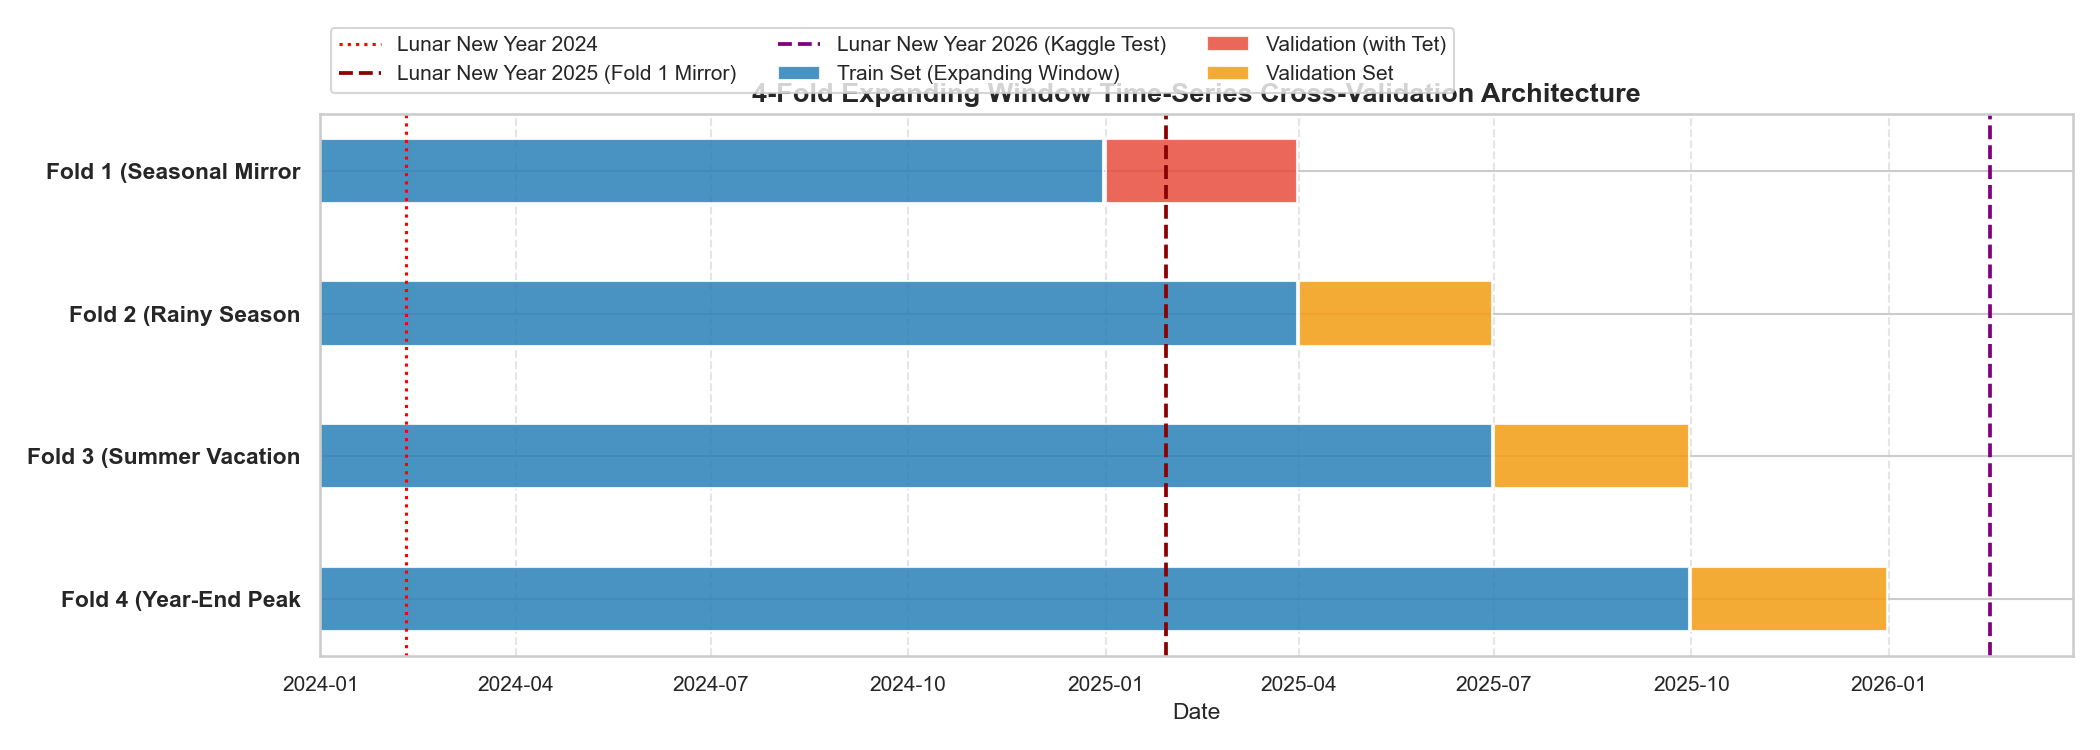 Lunar New Year 2024
Lunar New Year 2025 (Fold 1 Mirror)
Lunar New Year 2026 (Kaggle Test)
Train Set (Expanding Window)
Validation (with Tet)
Validation Set
4-Fold Expanding Window Time-Series Cross-Validation Architecture
Fold 1 (Seasonal Mirror
Fold 2 (Rainy Season
Fold 3 (Summer Vacation
Fold 4 (Year-End Peak
2024-01 2024-04 2024-07 2024-10 2025-01 2025-04 2025-07 2025-10 2026-01
Date